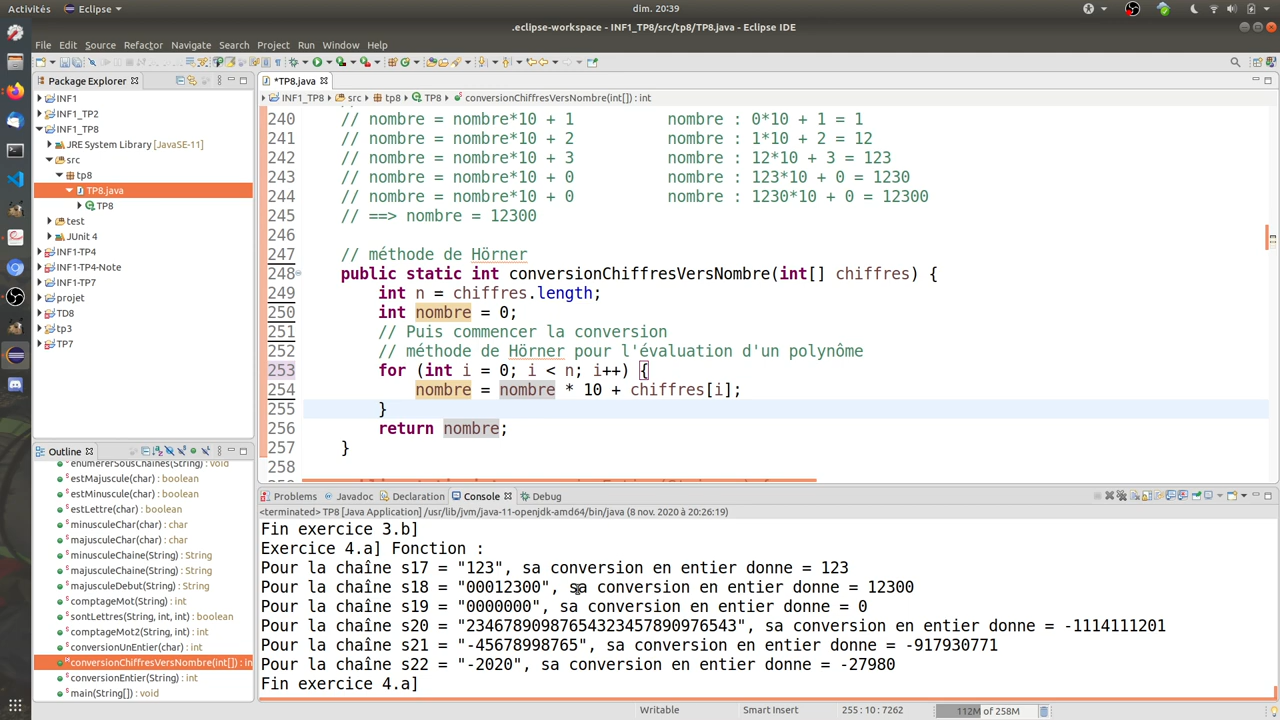 Activités
Eclipse
dim. 20:39
.eclipse-workspace - INF1_TP8/src/tp8/TP8.java - Eclipse IDE
File Edit Source Refactor Navigate Search Project Run Window Help
Package Explorer
*TP8.java
INF1
INF1_TP2
INF1_TP8
JRE System Library [JavaSE-11]
src
tp8
TP8.java
TP8
test
JUnit 4
INF1-TP4
INF1-TP4-Note
INF1-TP7
projet
TD8
tp3
TP7
INF1_TP8 src tp8 TP8 conversionChiffresVersNombre(int[]) : int
240 // nombre = nombre*10 + 1 nombre : 0*10 + 1 = 1
241 // nombre = nombre*10 + 2 nombre : 1*10 + 2 = 12
242 // nombre = nombre*10 + 3 nombre : 12*10 + 3 = 123
243 // nombre = nombre*10 + 0 nombre : 123*10 + 0 = 1230
244 // nombre = nombre*10 + 0 nombre : 1230*10 + 0 = 12300
245 // ==> nombre = 12300
246
247 // méthode de Hörner
248 public static int conversionChiffresVersNombre(int[] chiffres) {
249 int n = chiffres.length;
250 int nombre = 0;
251 // Puis commencer la conversion
252 // méthode de Hörner pour l'évaluation d'un polynôme
253 for (int i = 0; i < n; i++) {
254 nombre = nombre * 10 + chiffres[i];
255 }
256 return nombre;
257 }
258
Outline
enumererSousChaines(String) : void
estMajuscule(char) : boolean
estMinuscule(char) : boolean
estLettre(char) : boolean
minusculeChar(char) : char
majusculeChar(char) : char
minusculeChaine(String) : String
majusculeChaine(String) : String
majusculeDebut(String) : String
comptageMot(String) : int
sontLettres(String, int, int) : boolean
comptageMot2(String) : int
conversionUnEntier(char) : int
conversionChiffresVersNombre(int[]) : in
conversionEntier(String) : int
main(String[]) : void
Problems Javadoc Declaration Console Debug
<terminated> TP8 [Java Application] /usr/lib/jvm/java-11-openjdk-amd64/bin/java (8 nov. 2020 à 20:26:19)
Fin exercice 3.b]
Exercice 4.a] Fonction :
Pour la chaîne s17 = "123", sa conversion en entier donne = 123
Pour la chaîne s18 = "00012300", sa conversion en entier donne = 12300
Pour la chaîne s19 = "0000000", sa conversion en entier donne = 0
Pour la chaîne s20 = "23467890987654323457890976543", sa conversion en entier donne = -1114111201
Pour la chaîne s21 = "-45678998765", sa conversion en entier donne = -917930771
Pour la chaîne s22 = "-2020", sa conversion en entier donne = -27980
Fin exercice 4.a]
Writable
Smart Insert
255 : 10 : 7262
112M of 258M